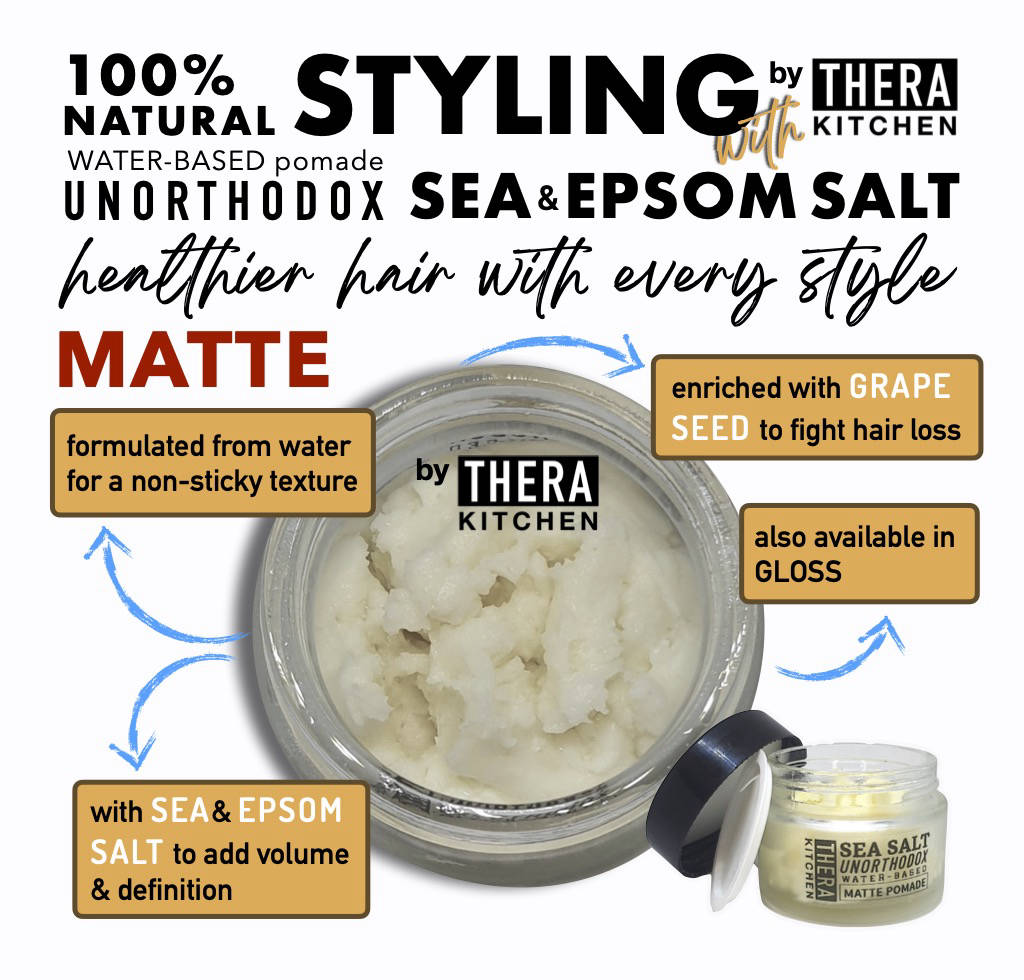 100%
NATURAL
STYLING
by THERA
KITCHEN
with
WATER-BASED pomade
UNORTHODOX
SEA & EPSOM SALT
healthier hair with every style
MATTE
enriched with GRAPE
SEED to fight hair loss
formulated from water
for a non-sticky texture
by THERA
KITCHEN
also available in
GLOSS
with SEA & EPSOM
SALT to add volume
& definition
THERA
KITCHEN
SEA SALT
UNORTHODOX
WATER-BASED
MATTE POMADE